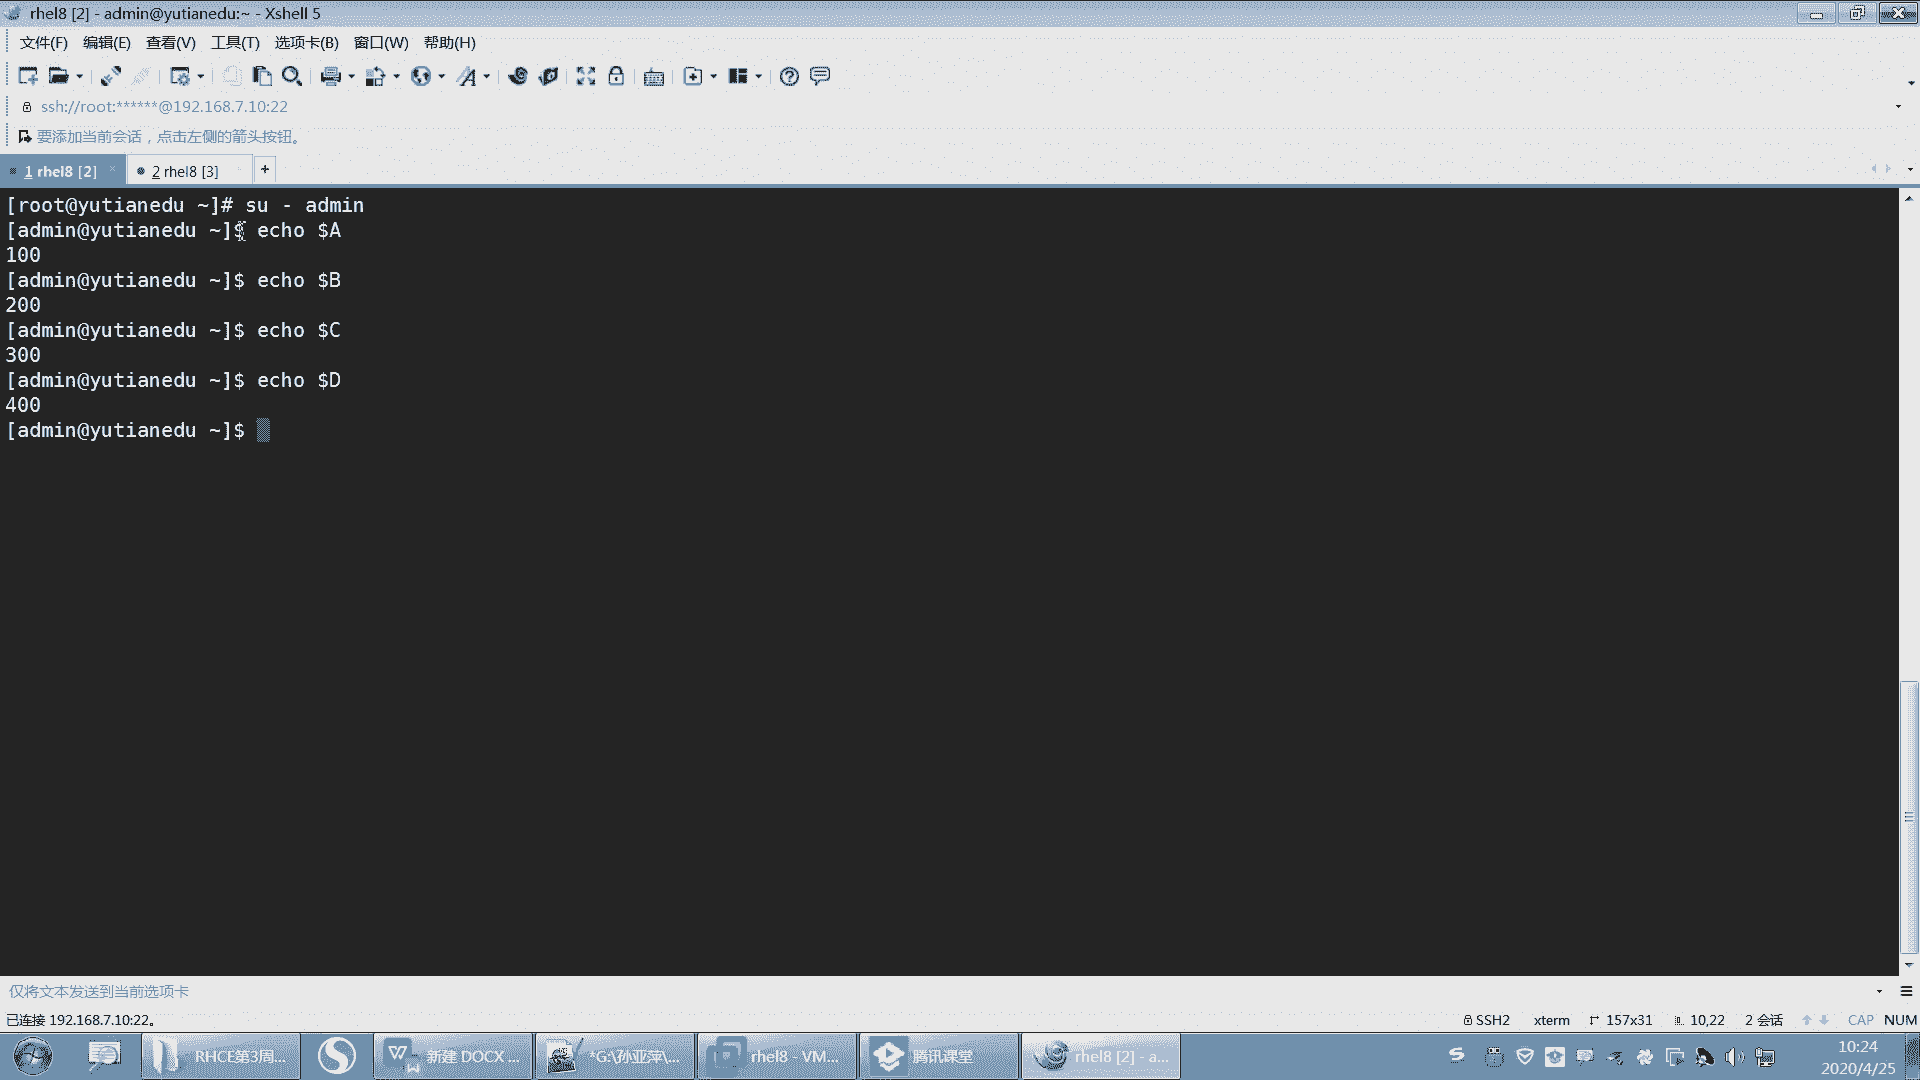 rhel8 [2] - admin@yutianedu:~ - Xshell 5
文件(F) 编辑(E) 查看(V) 工具(T) 选项卡(B) 窗口(W) 帮助(H)
ssh://root:******@192.168.7.10:22
要添加当前会话，点击左侧的箭头按钮。
1 rhel8 [2] 2 rhel8 [3] +
[root@yutianedu ~]# su - admin
[admin@yutianedu ~]$ echo $A
100
[admin@yutianedu ~]$ echo $B
200
[admin@yutianedu ~]$ echo $C
300
[admin@yutianedu ~]$ echo $D
400
[admin@yutianedu ~]$
仅将文本发送到当前选项卡
已连接 192.168.7.10:22。 SSH2 xterm 157x31 10,22 2 会话 CAP NUM
RHCE第3周... 新建 DOCX ... *G:\孙亚萍\... rhel8 - VM... 腾讯课堂 rhel8 [2] - a... 10:24
2020/4/25